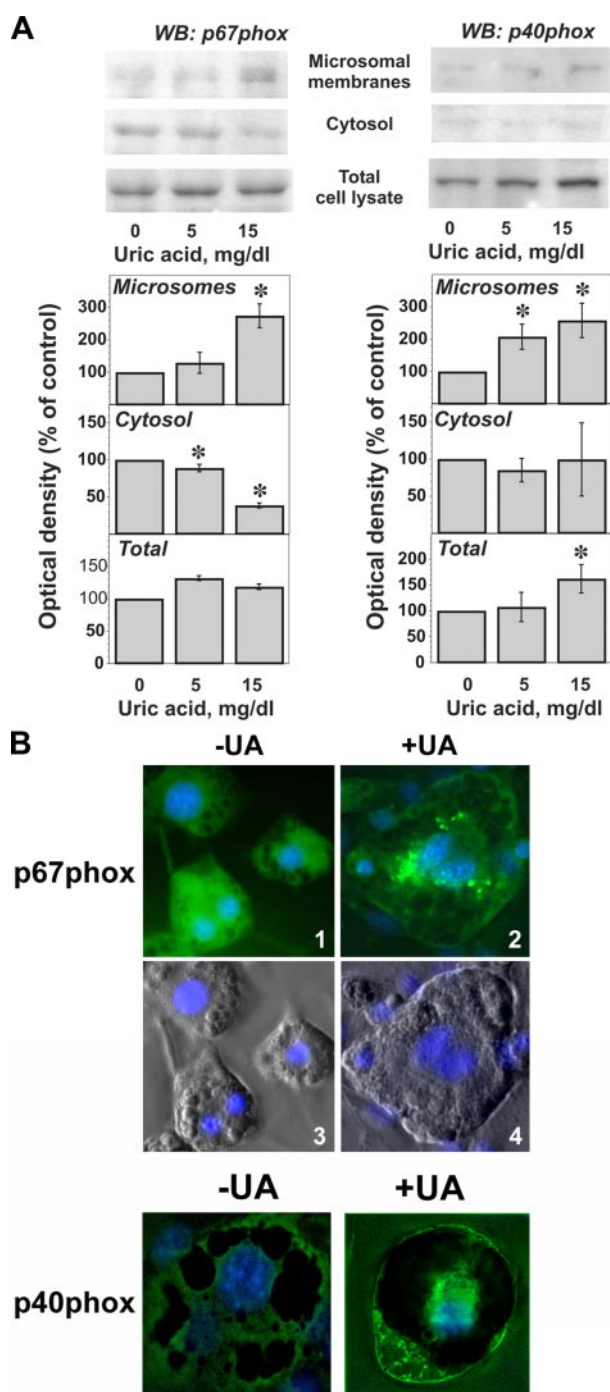 A
WB: p67phox
WB: p40phox
Microsomal
membranes
Cytosol
Total
cell lysate
0 5 15
Uric acid, mg/dl
0 5 15
Uric acid, mg/dl
Optical density (% of control)
Microsomes
300
200
100
*
Cytosol
150
100
50
*
*
Total
100
50
0
0 5 15
Uric acid, mg/dl
Optical density (% of control)
Microsomes
300
200
100
*
*
Cytosol
150
100
50
Total
200
150
100
50
0
*
0 5 15
Uric acid, mg/dl
B
-UA +UA
p67phox
1
2
3
4
-UA +UA
p40phox